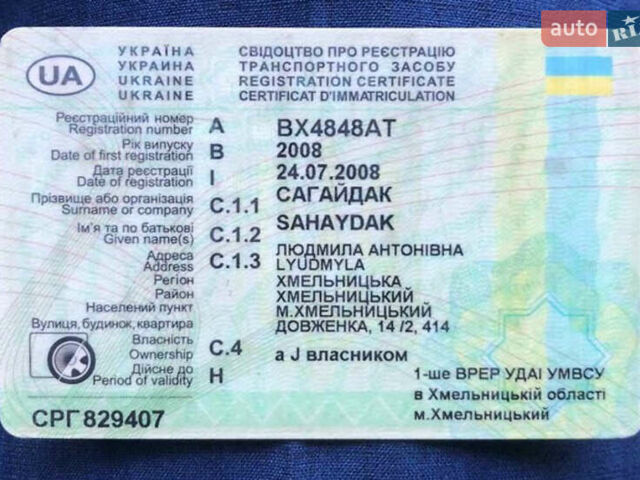 auto RIA
UA
УКРАЇНА
УКРАИНА
UKRAINE
UKRAINE
СВІДОЦТВО ПРО РЕЄСТРАЦІЮ
ТРАНСПОРТНОГО ЗАСОБУ
REGISTRATION CERTIFICATE
CERTIFICAT D'IMMATRICULATION
Реєстраційний номер
Registration number A BX4848AT
Рік випуску
Date of first registration B 2008
Дата реєстрації
Date of registration I 24.07.2008
Прізвище або організація
Surname or company C.1.1 САГАЙДАК
SAHAYDAK
Ім'я та по батькові
Given name(s) C.1.2 ЛЮДМИЛА АНТОНІВНА
LYUDMYLA
Адреса
Address C.1.3
Регіон ХМЕЛЬНИЦЬКА
Район ХМЕЛЬНИЦЬКИЙ
Населений пункт М.ХМЕЛЬНИЦЬКИЙ
Вулиця, будинок, квартира ДОВЖЕНКА, 14 /2, 414
Власність
Ownership C.4 а J власником
Дійсне до
Period of validity H
1-ше ВРЕР УДАІ УМВСУ
в Хмельницькій області
м.Хмельницький
СРГ 829407